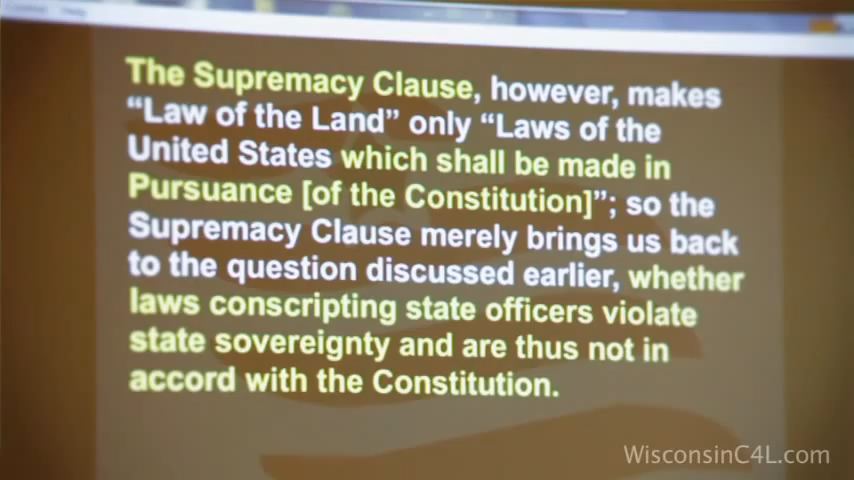 The Supremacy Clause, however, makes
“Law of the Land” only “Laws of the
United States which shall be made in
Pursuance [of the Constitution]”; so the
Supremacy Clause merely brings us back
to the question discussed earlier, whether
laws conscripting state officers violate
state sovereignty and are thus not in
accord with the Constitution.
WisconsinC4L.com